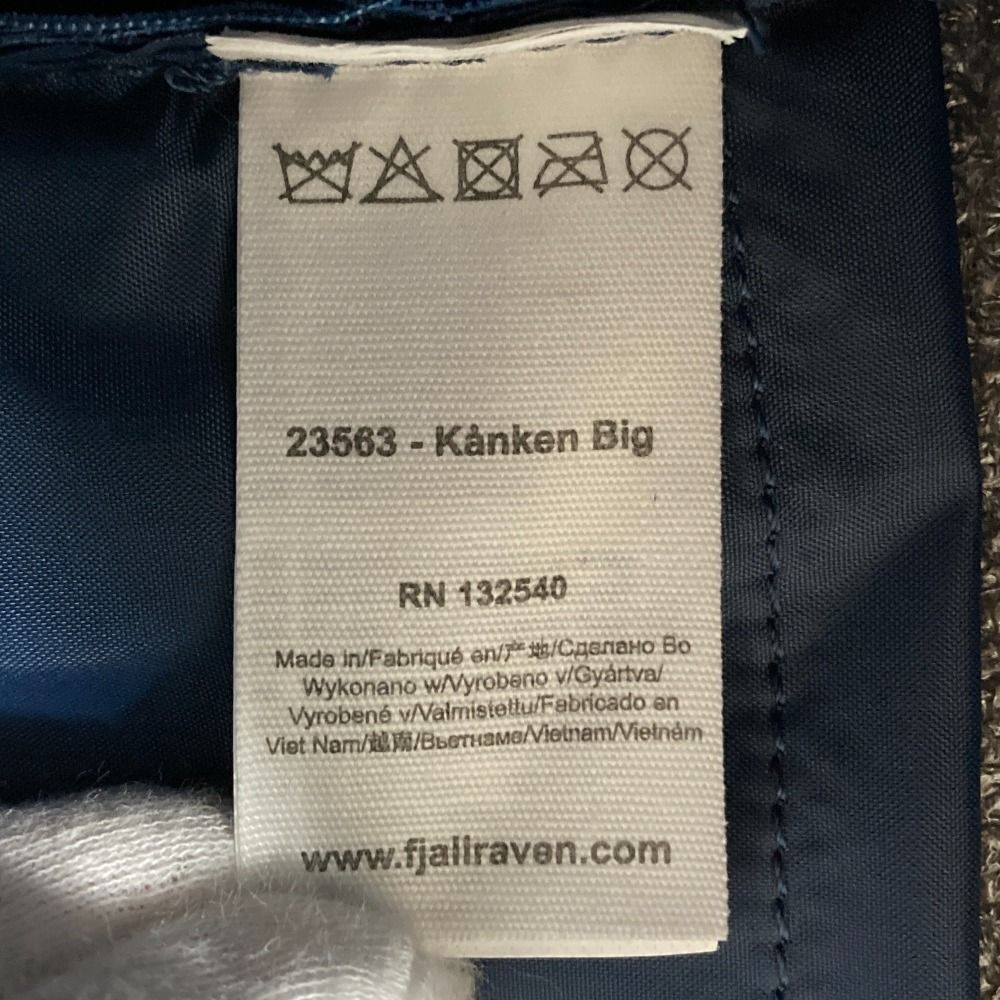 23563 - Kånken Big
RN 132540
Made in/Fabriqué en/产地/Сделано Во
Wykonano w/Vyrobeno v/Gyártva/
Vyrobené v/Valmistettu/Fabricado en
Viet Nam/越南/Вьетнаме/Vietnam/Vietnám
www.fjallraven.com